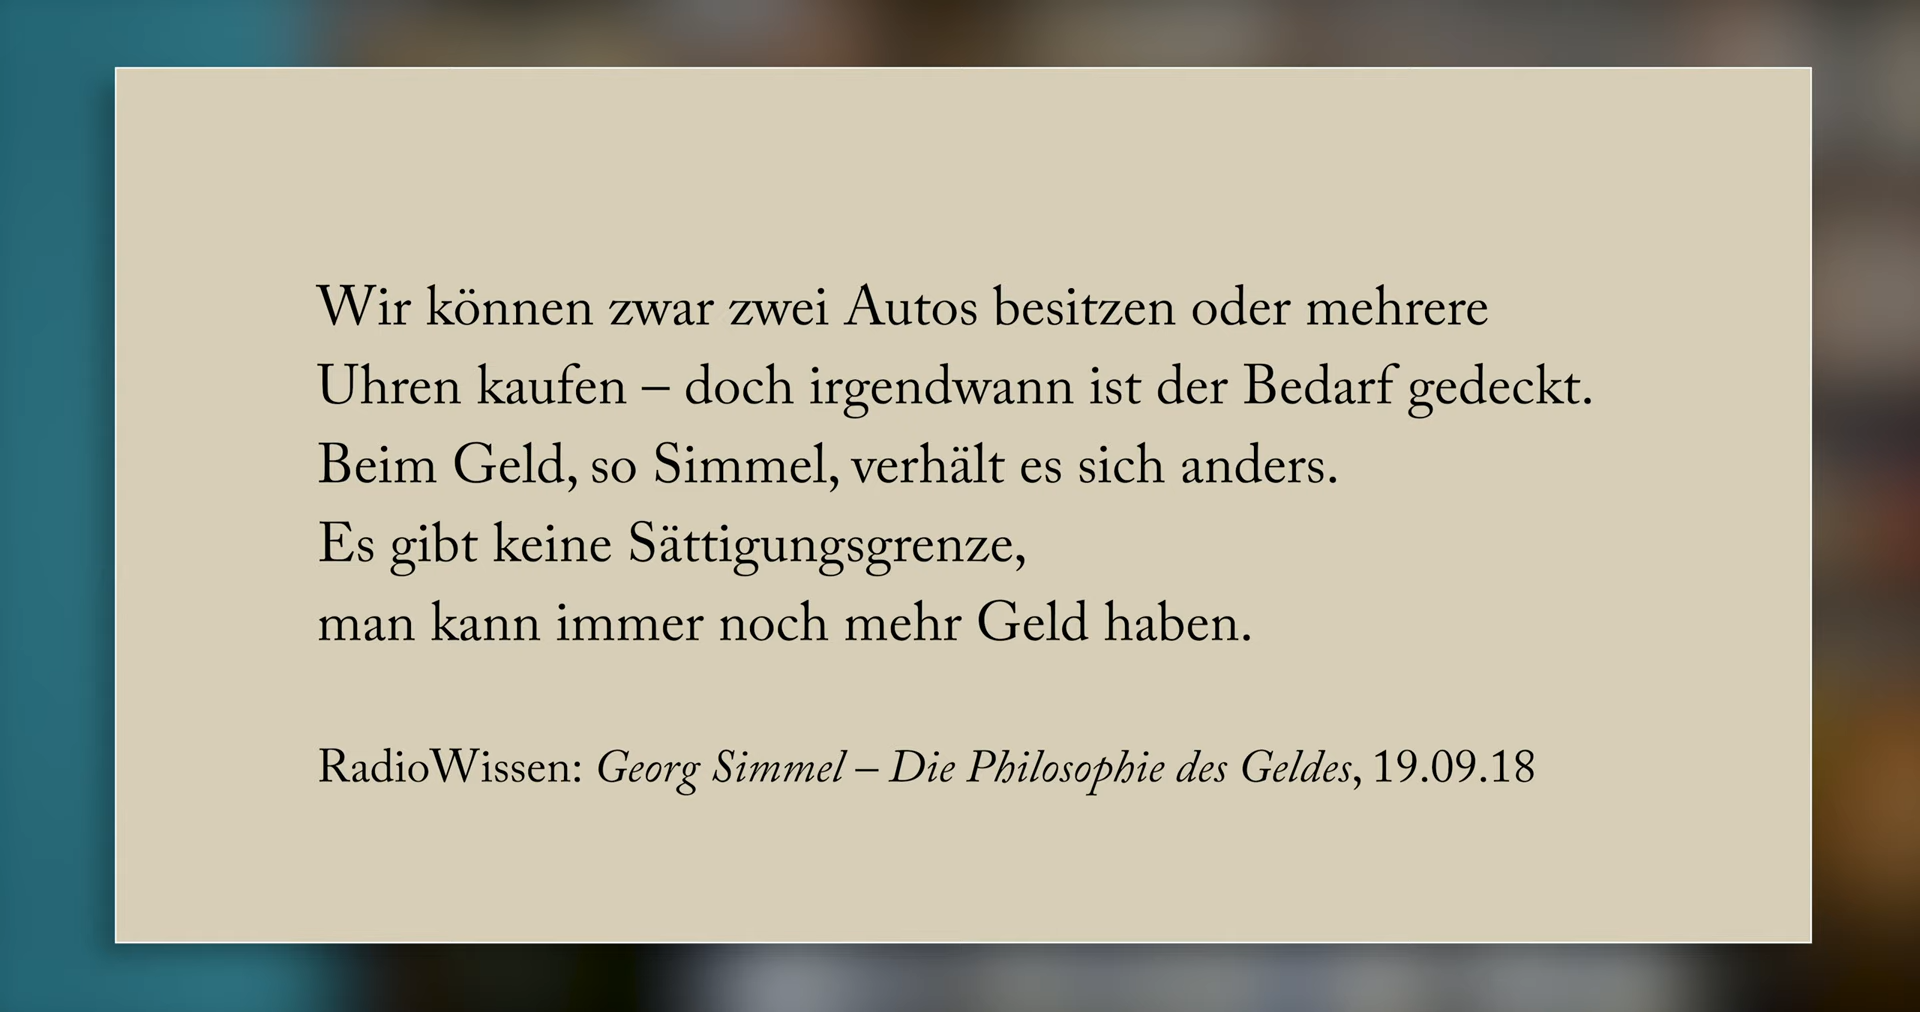 Wir können zwar zwei Autos besitzen oder mehrere
Uhren kaufen – doch irgendwann ist der Bedarf gedeckt.
Beim Geld, so Simmel, verhält es sich anders.
Es gibt keine Sättigungsgrenze,
man kann immer noch mehr Geld haben.
RadioWissen: Georg Simmel – Die Philosophie des Geldes, 19.09.18